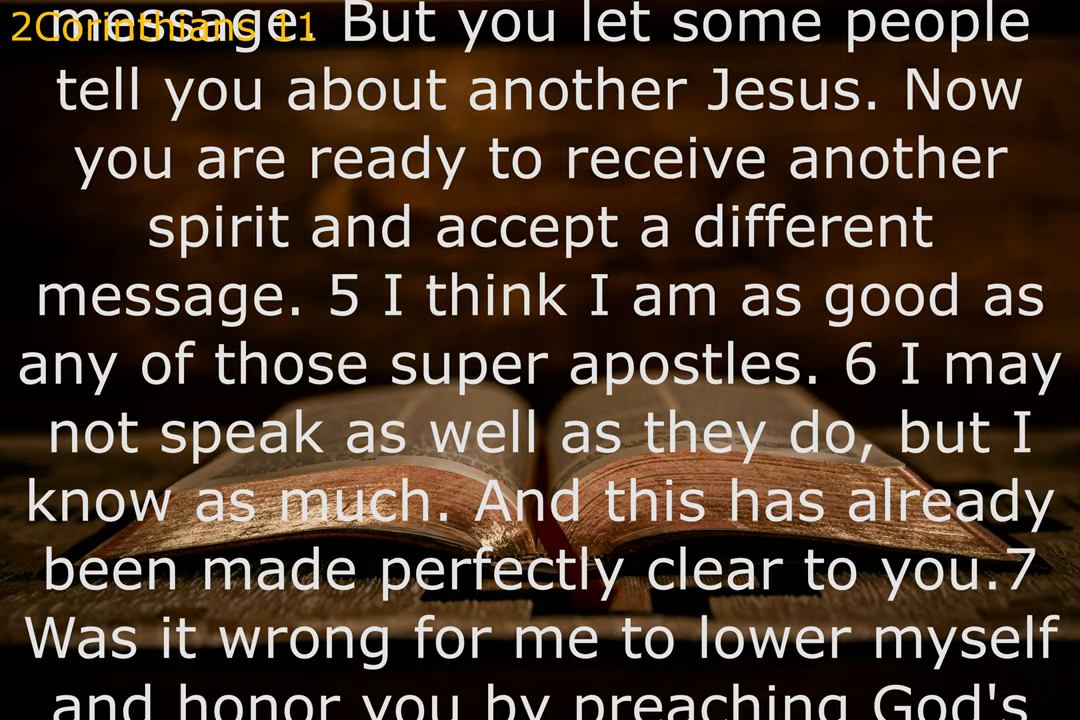 2Corinthians 11
message. But you let some people
tell you about another Jesus. Now
you are ready to receive another
spirit and accept a different
message. 5 I think I am as good as
any of those super apostles. 6 I may
not speak as well as they do, but I
know as much. And this has already
been made perfectly clear to you.7
Was it wrong for me to lower myself
and honor you by preaching God's